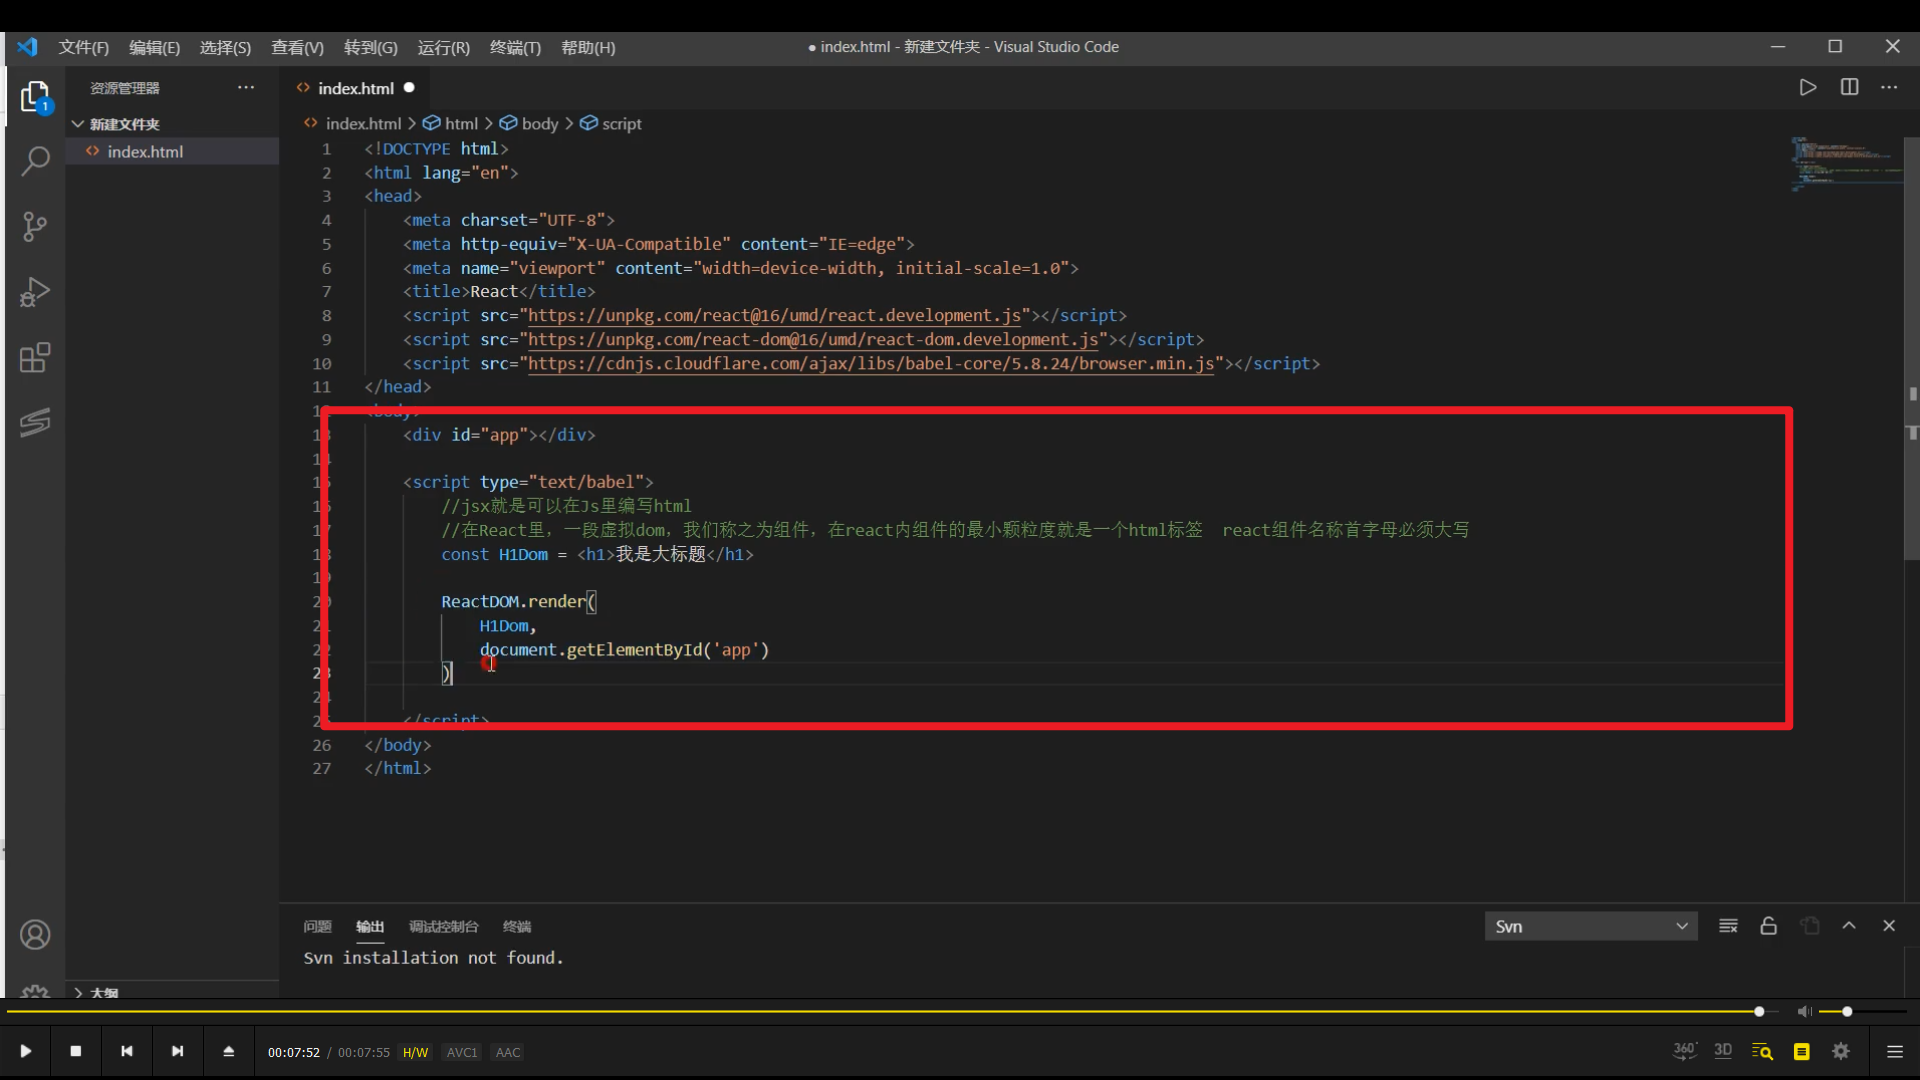 文件(F) 编辑(E) 选择(S) 查看(V) 转到(G) 运行(R) 终端(T) 帮助(H) ● index.html - 新建文件夹 - Visual Studio Code
资源管理器 ··· <> index.html ●
1
新建文件夹
<> index.html
<> index.html > html > body > script
1 <!DOCTYPE html>
2 <html lang="en">
3 <head>
4 <meta charset="UTF-8">
5 <meta http-equiv="X-UA-Compatible" content="IE=edge">
6 <meta name="viewport" content="width=device-width, initial-scale=1.0">
7 <title>React</title>
8 <script src="https://unpkg.com/react@16/umd/react.development.js"></script>
9 <script src="https://unpkg.com/react-dom@16/umd/react-dom.development.js"></script>
10 <script src="https://cdnjs.cloudflare.com/ajax/libs/babel-core/5.8.24/browser.min.js"></script>
11 </head>
12 <body>
13 <div id="app"></div>
14
15 <script type="text/babel">
16 //jsx就是可以在Js里编写html
17 //在React里，一段虚拟dom，我们称之为组件，在react内组件的最小颗粒度就是一个html标签 react组件名称首字母必须大写
18 const H1Dom = <h1>我是大标题</h1>
19
20 ReactDOM.render(
21 H1Dom,
22 document.getElementById('app')
23 )
24
25 </script>
26 </body>
27 </html>
问题 输出 调试控制台 终端 Svn
Svn installation not found.
大纲
00:07:52 / 00:07:55 H/W AVC1 AAC 360° 3D